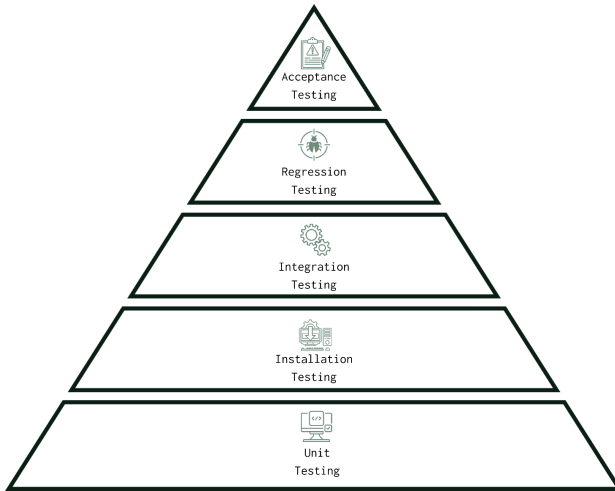 Acceptance
Testing
Regression
Testing
Integration
Testing
Installation
Testing
Unit
Testing